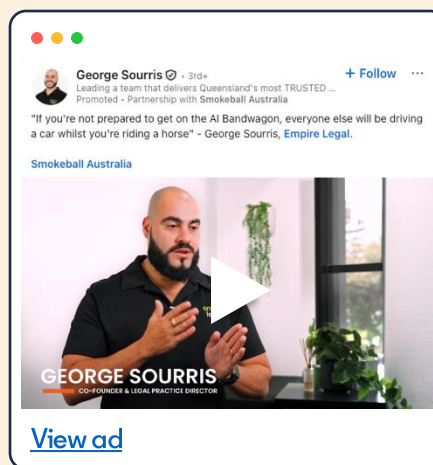 George Sourris · 3rd+
+ Follow ...
Leading a team that delivers Queensland's most TRUSTED ...
Promoted • Partnership with Smokeball Australia
"If you're not prepared to get on the AI Bandwagon, everyone else will be driving
a car whilst you're riding a horse" - George Sourris, Empire Legal.
Smokeball Australia
GEORGE SOURRIS
CO-FOUNDER & LEGAL PRACTICE DIRECTOR
View ad